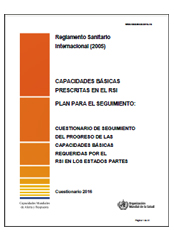 Reglamento Sanitario
Internacional (2005)
CAPACIDADES BÁSICAS
PRESCRITAS EN EL RSI
PLAN PARA EL SEGUIMIENTO:
CUESTIONARIO DE SEGUIMIENTO
DEL PROGRESO DE LAS
CAPACIDADES BÁSICAS
REQUERIDAS POR EL
RSI EN LOS ESTADOS PARTES
Cuestionario 2016
Organización
Mundial de la Salud